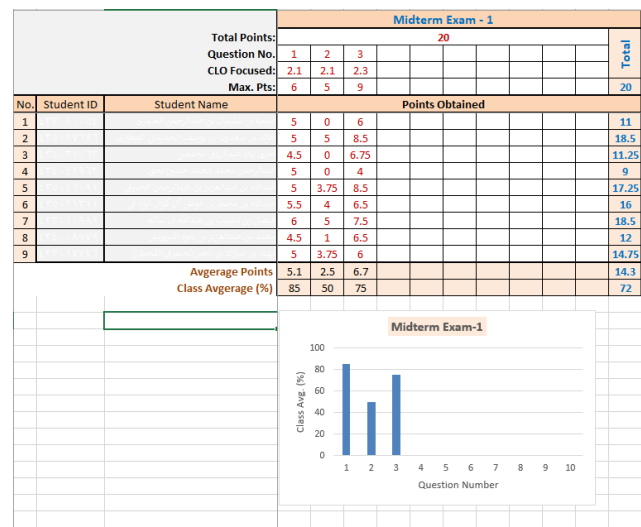 Midterm Exam - 1
Total Points: 20
Question No. 1 2 3 Total
CLO Focused: 2.1 2.1 2.3
Max. Pts: 6 5 9 20
No. Student ID Student Name Points Obtained
1 5 0 6 11
2 5 5 8.5 18.5
3 4.5 0 6.75 11.25
4 5 0 4 9
5 5 3.75 8.5 17.25
6 5.5 4 6.5 16
7 6 5 7.5 18.5
8 4.5 1 6.5 12
9 5 3.75 6 14.75
Avgerage Points 5.1 2.5 6.7 14.3
Class Avgerage (%) 85 50 75 72
Midterm Exam-1
100
80
60
40
20
0
Class Avg. (%)
1 2 3 4 5 6 7 8 9 10
Question Number